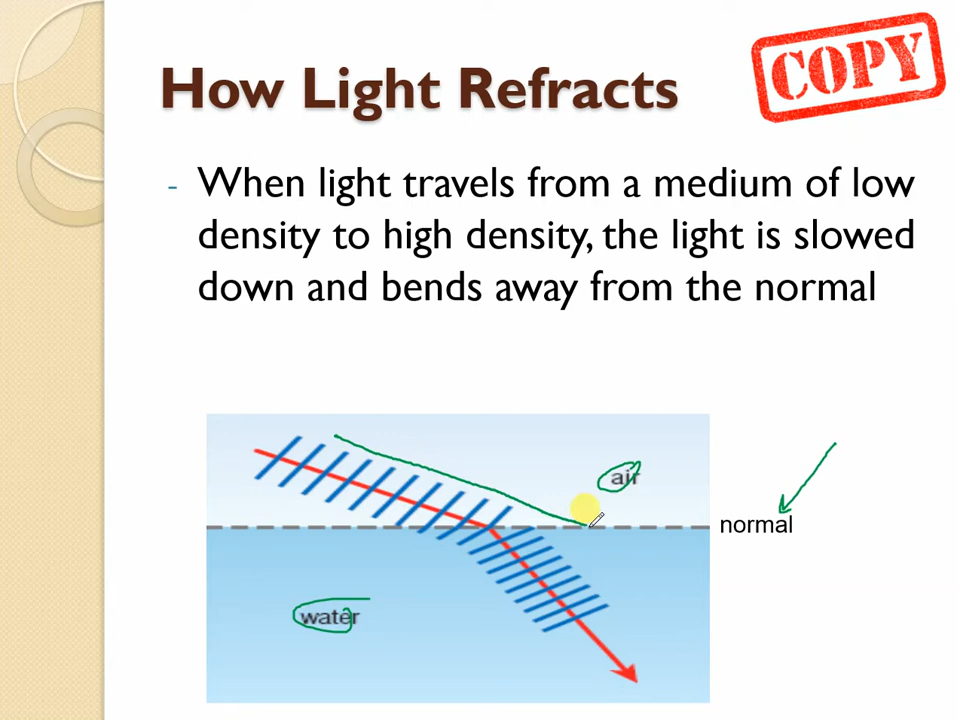 COPY
How Light Refracts
- When light travels from a medium of low
density to high density, the light is slowed
down and bends away from the normal
air
normal
water